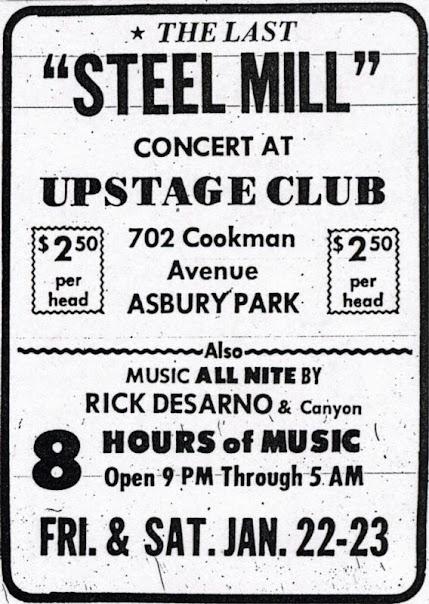 ★ THE LAST
"STEEL MILL"
CONCERT AT
UPSTAGE CLUB
$2.50
per
head
702 Cookman
Avenue
ASBURY PARK
$2.50
per
head
Also
MUSIC ALL NITE BY
RICK DESARNO & Canyon
8
HOURS of MUSIC
Open 9 PM Through 5 AM
FRI. & SAT. JAN. 22-23